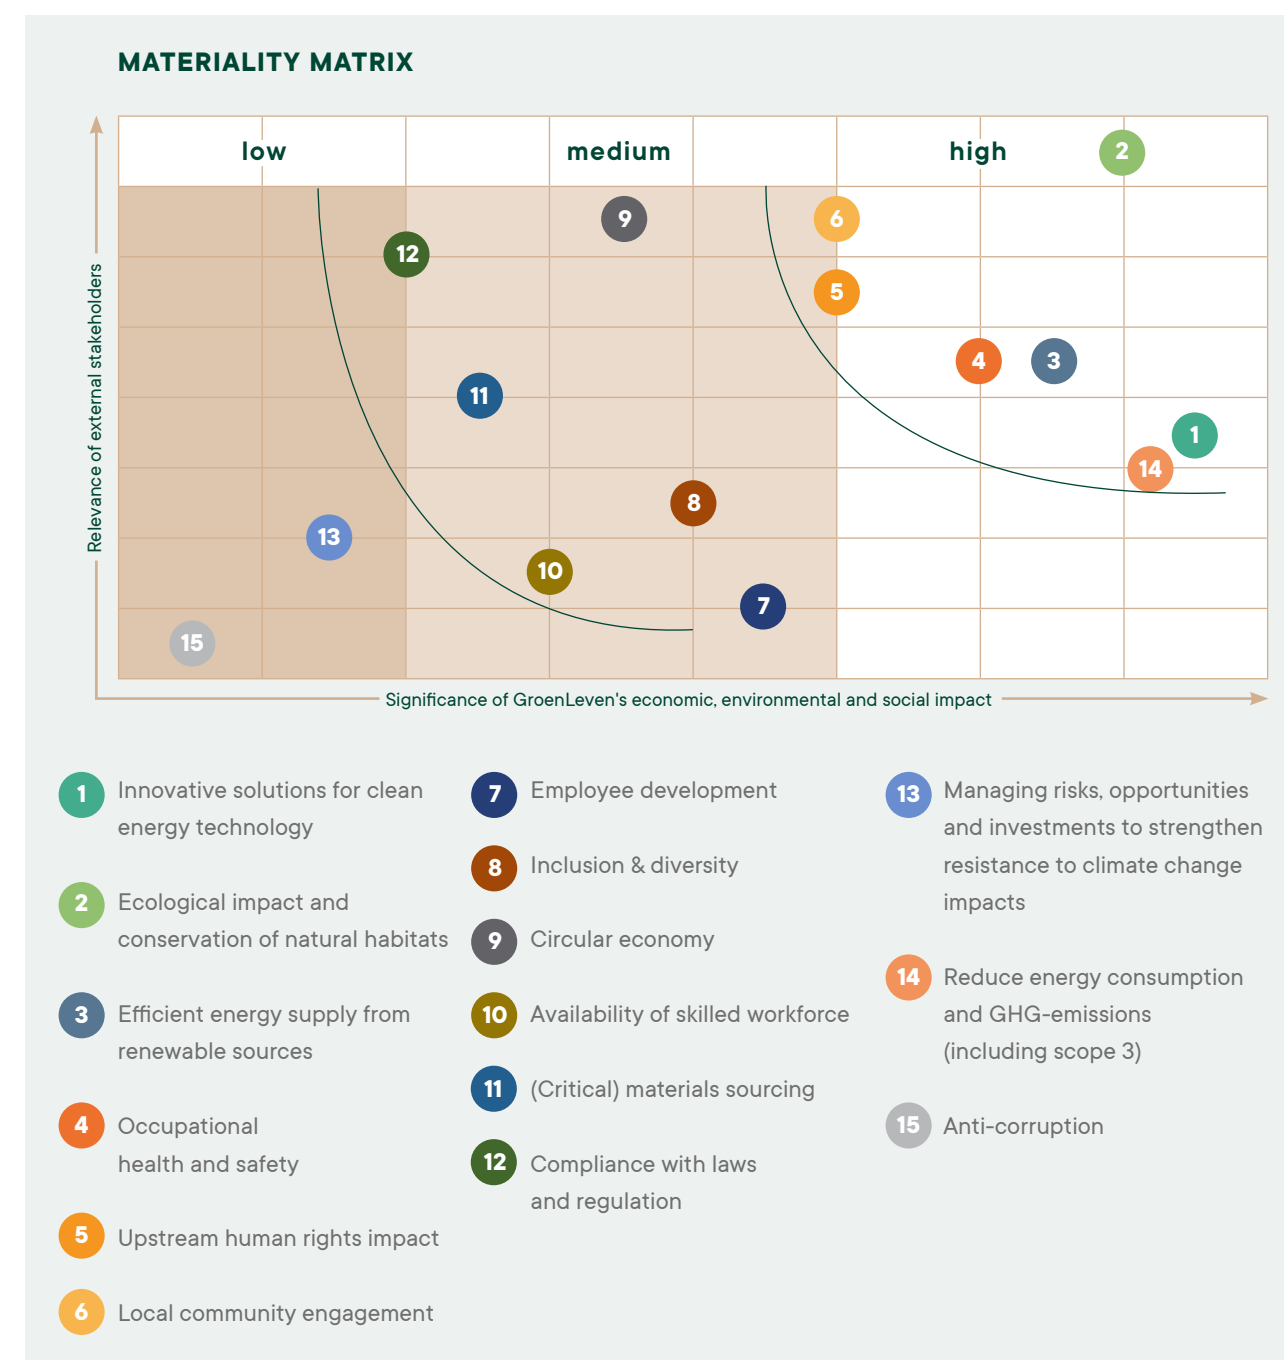 MATERIALITY MATRIX
low
medium
high
2
9
6
12
5
4
3
11
1
14
8
13
10
7
15
Relevance of external stakeholders
Significance of GroenLeven's economic, environmental and social impact
1
Innovative solutions for clean
energy technology
2
Ecological impact and
conservation of natural habitats
3
Efficient energy supply from
renewable sources
4
Occupational
health and safety
5
Upstream human rights impact
6
Local community engagement
7
Employee development
8
Inclusion & diversity
9
Circular economy
10
Availability of skilled workforce
11
(Critical) materials sourcing
12
Compliance with laws
and regulation
13
Managing risks, opportunities
and investments to strengthen
resistance to climate change
impacts
14
Reduce energy consumption
and GHG-emissions
(including scope 3)
15
Anti-corruption